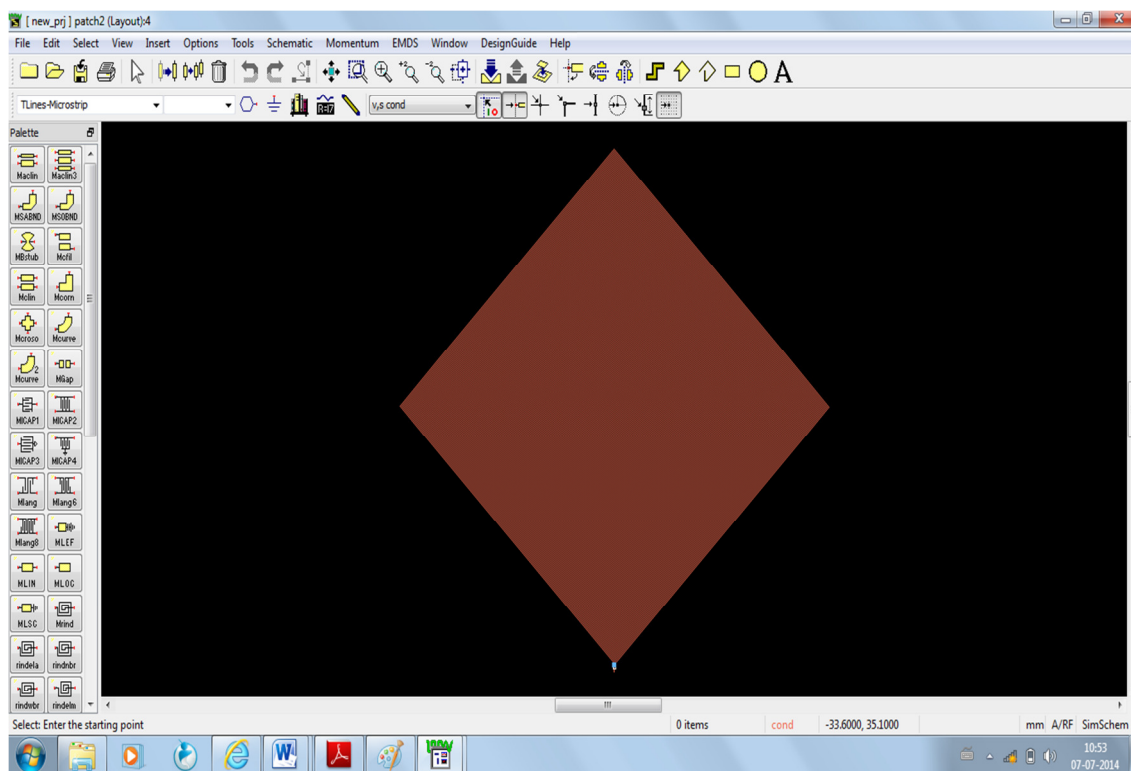 [ new_prj ] patch2 (Layout):4
File Edit Select View Insert Options Tools Schematic Momentum EMDS Window DesignGuide Help
A
TLines-Microstrip v,s cond
Palette
Maclin Maclin3
MSABND MSOBND
MBstub Mcfil
Mclin Mcorn
Mcroso Mcurve
Mcurve MGap
MICAP1 MICAP2
MICAP3 MICAP4
Mlang Mlang6
Mlang8 MLEF
MLIN MLOC
MLSC Mrind
rindela rindnbr
rindwbr rindelm
Select: Enter the starting point 0 items cond -33.6000, 35.1000 mm A/RF SimSchem
10:53
07-07-2014